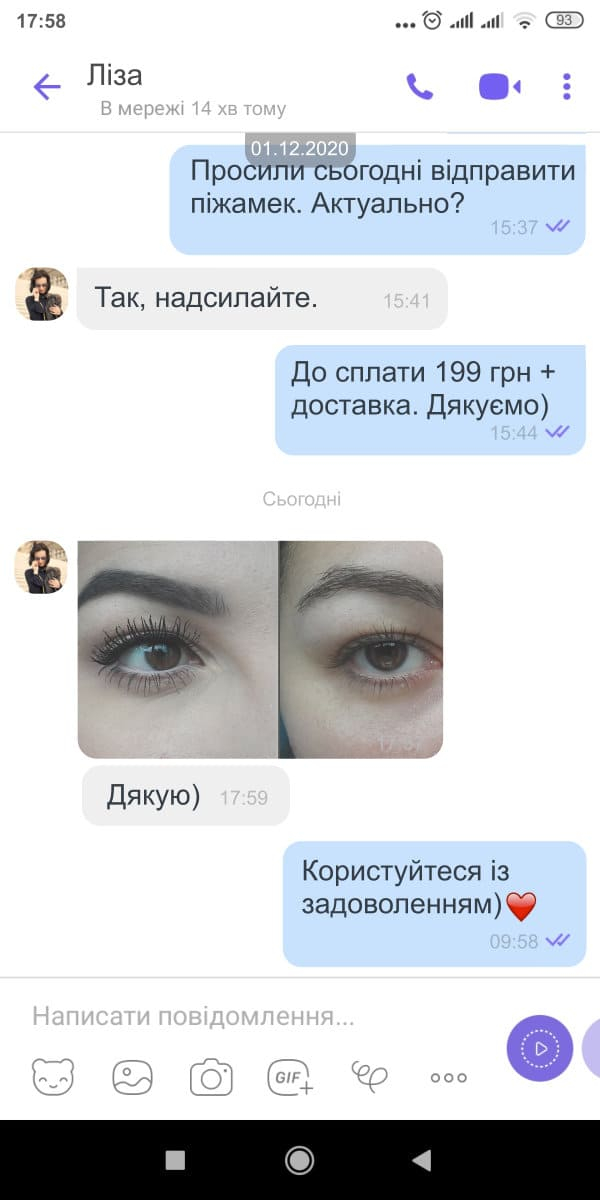 17:58
93
Ліза
В мережі 14 хв тому
01.12.2020
Просили сьогодні відправити
піжамек. Актуально?
15:37
Так, надсилайте.
15:41
До сплати 199 грн +
доставка. Дякуємо)
15:44
Сьогодні
Дякую)
17:59
Користуйтеся із
задоволенням)❤️
09:58
Написати повідомлення...
GIF